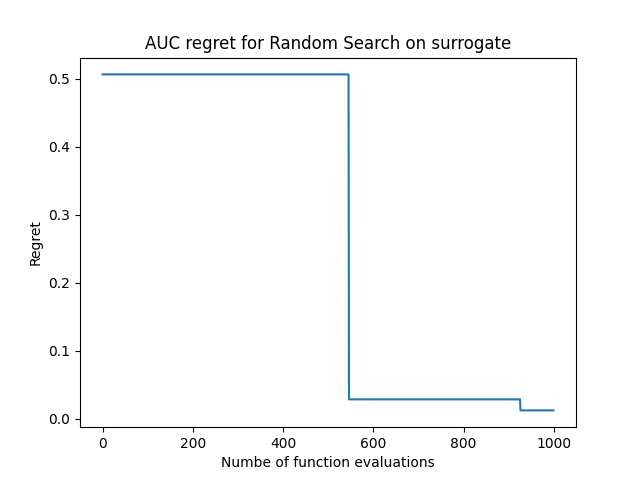 AUC regret for Random Search on surrogate
Regret
0.5
0.4
0.3
0.2
0.1
0.0
0 200 400 600 800 1000
Numbe of function evaluations